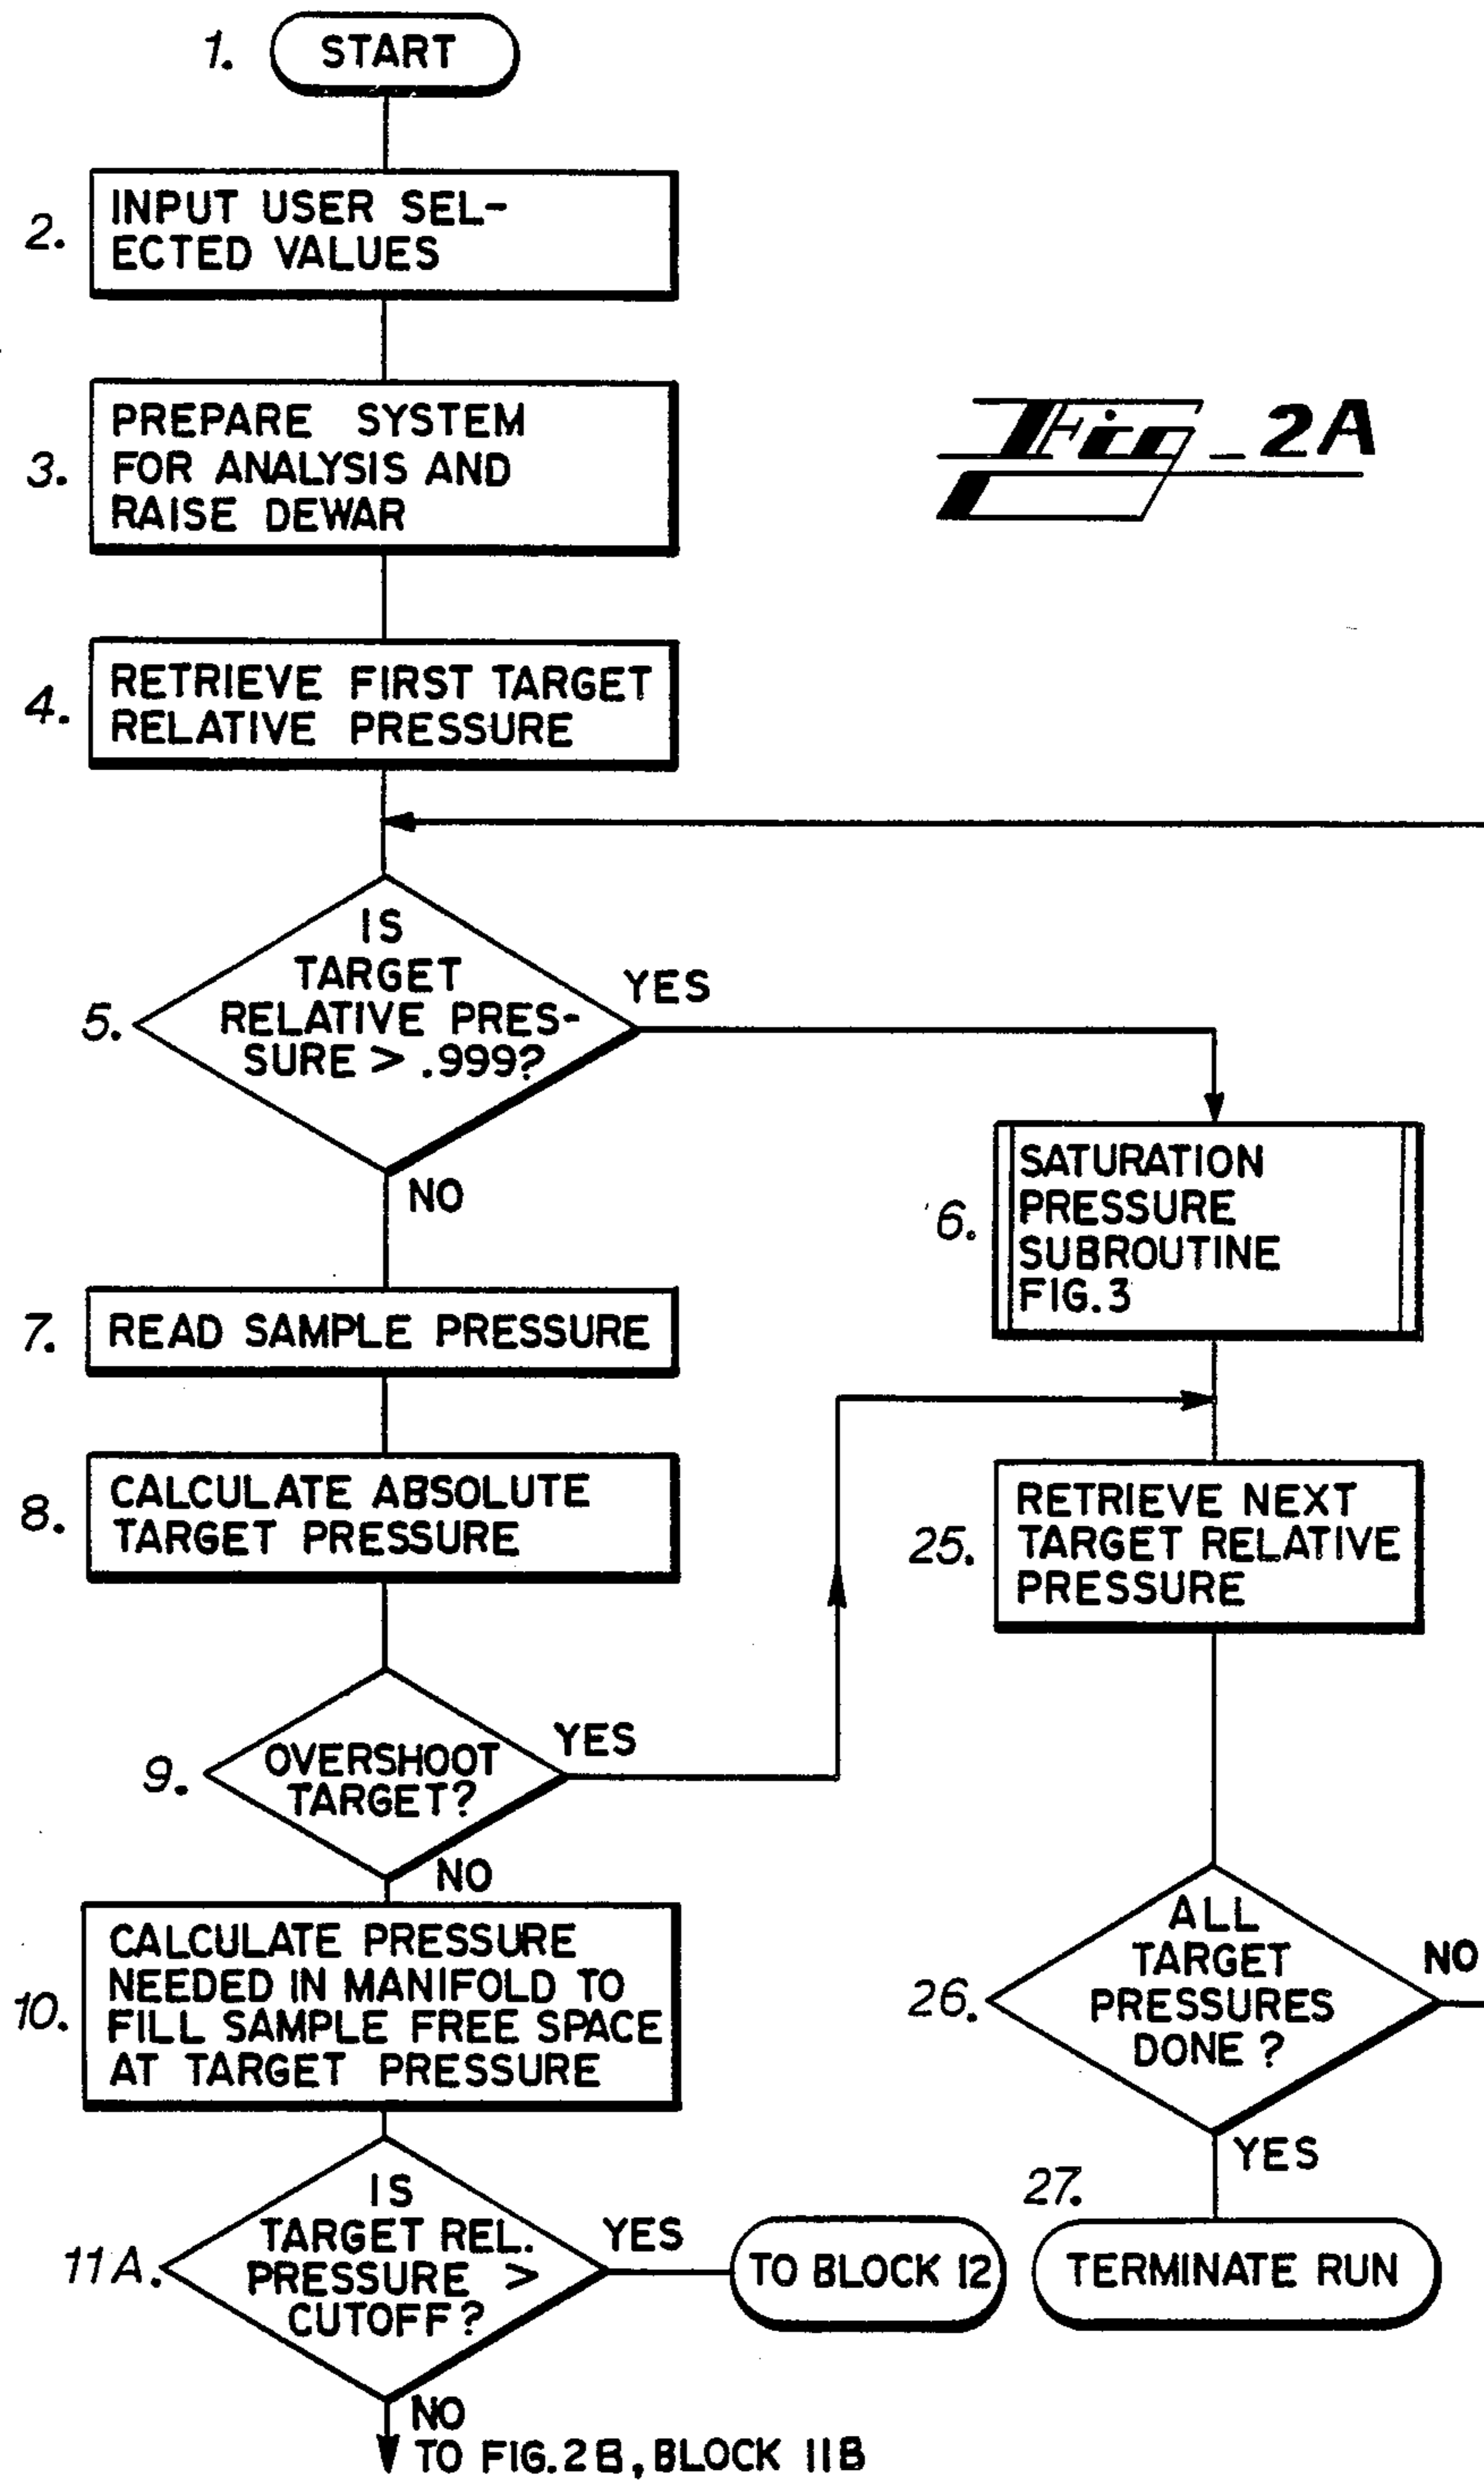 1. START
2. INPUT USER SEL-
ECTED VALUES
3. PREPARE SYSTEM
FOR ANALYSIS AND
RAISE DEWAR
Fig_2A
4. RETRIEVE FIRST TARGET
RELATIVE PRESSURE
5. IS
TARGET
RELATIVE PRES-
SURE > .999?
YES
NO
6. SATURATION
PRESSURE
SUBROUTINE
FIG.3
7. READ SAMPLE PRESSURE
8. CALCULATE ABSOLUTE
TARGET PRESSURE
25. RETRIEVE NEXT
TARGET RELATIVE
PRESSURE
9. OVERSHOOT
TARGET?
YES
NO
10. CALCULATE PRESSURE
NEEDED IN MANIFOLD TO
FILL SAMPLE FREE SPACE
AT TARGET PRESSURE
26. ALL
TARGET
PRESSURES
DONE?
NO
YES
11A. IS
TARGET REL.
PRESSURE >
CUTOFF?
YES
TO BLOCK 12
27. TERMINATE RUN
NO
TO FIG.2B, BLOCK 11B